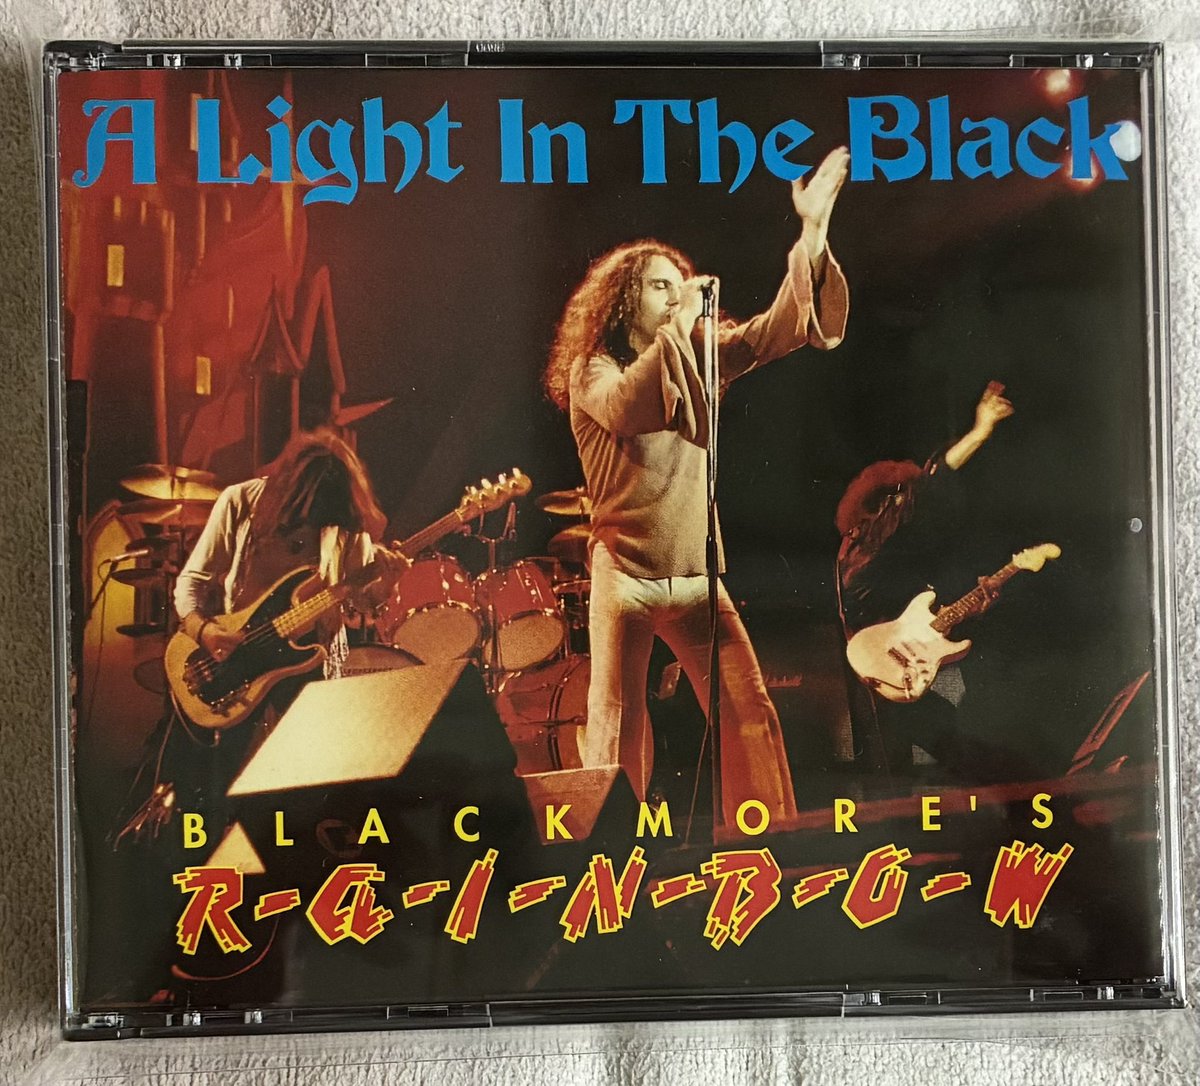 A Light In The Black
BLACKMORE'S
R-A-I-N-B-O-W